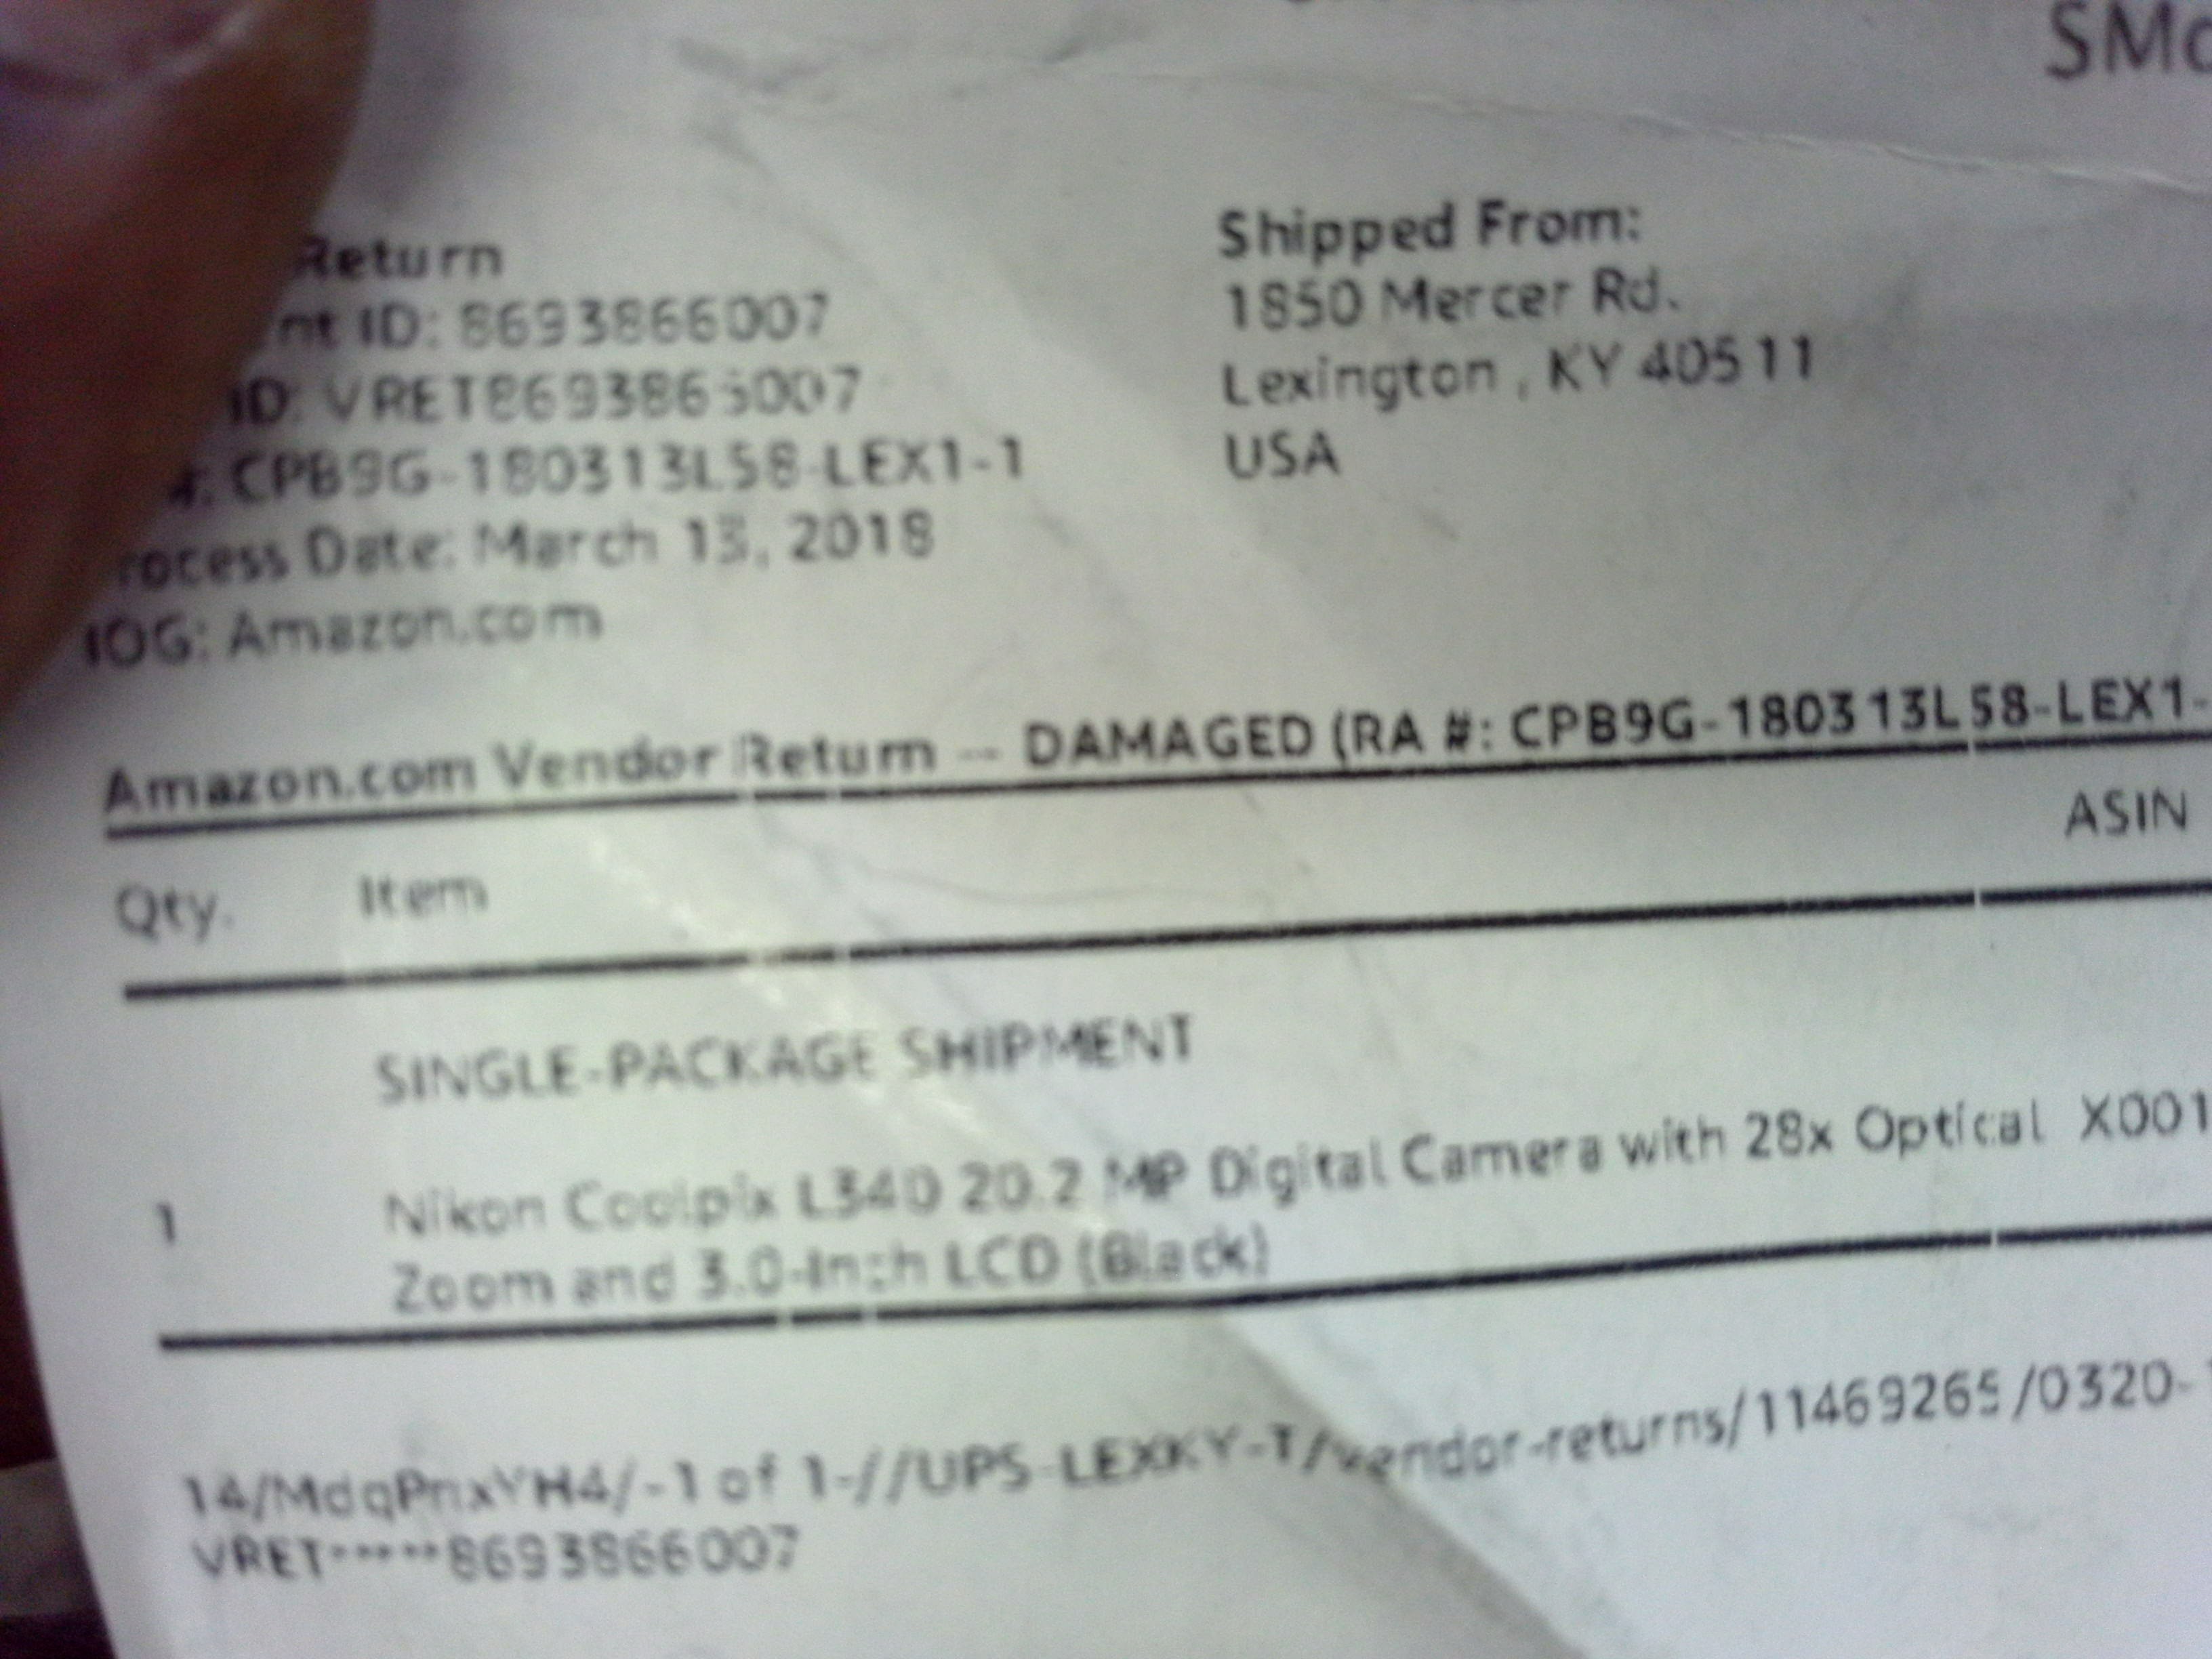 SMc
Return
nt ID: 8693866007
ID: VRET8693866007
#: CPB9G-180313L58-LEX1-1
rocess Date: March 13, 2018
IOG: Amazon.com
Shipped From:
1850 Mercer Rd.
Lexington , KY 40511
USA
Amazon.com Vendor Return -- DAMAGED (RA #: CPB9G-180313L58-LEX1-
Qty. Item ASIN
SINGLE-PACKAGE SHIPMENT
1 Nikon Coolpix L340 20.2 MP Digital Camera with 28x Optical X001
Zoom and 3.0-Inch LCD (Black)
14/MdqPnxYH4/-1 of 1-//UPS-LEXKY-T/vendor-returns/11469265/0320-
VRET*****8693866007